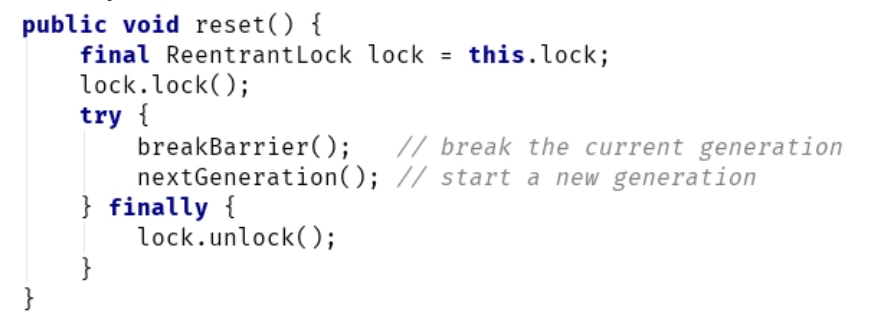 public void reset() {
    final ReentrantLock lock = this.lock;
    lock.lock();
    try {
        breakBarrier();   // break the current generation
        nextGeneration(); // start a new generation
    } finally {
        lock.unlock();
    }
}